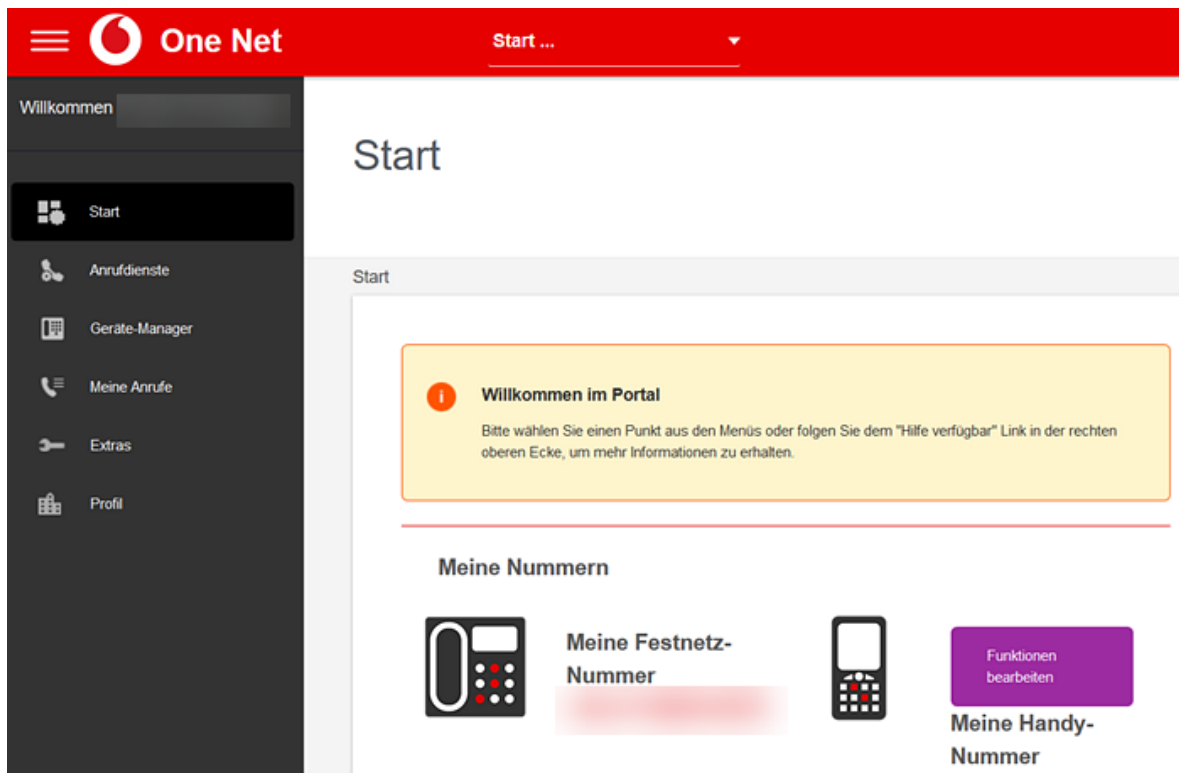 One Net
Start ...
Willkommen
Start
Anrufdienste
Geräte-Manager
Meine Anrufe
Extras
Profil
Start
Start
Willkommen im Portal
Bitte wählen Sie einen Punkt aus den Menüs oder folgen Sie dem "Hilfe verfügbar" Link in der rechten
oberen Ecke, um mehr Informationen zu erhalten.
Meine Nummern
Meine Festnetz-
Nummer
Funktionen
bearbeiten
Meine Handy-
Nummer